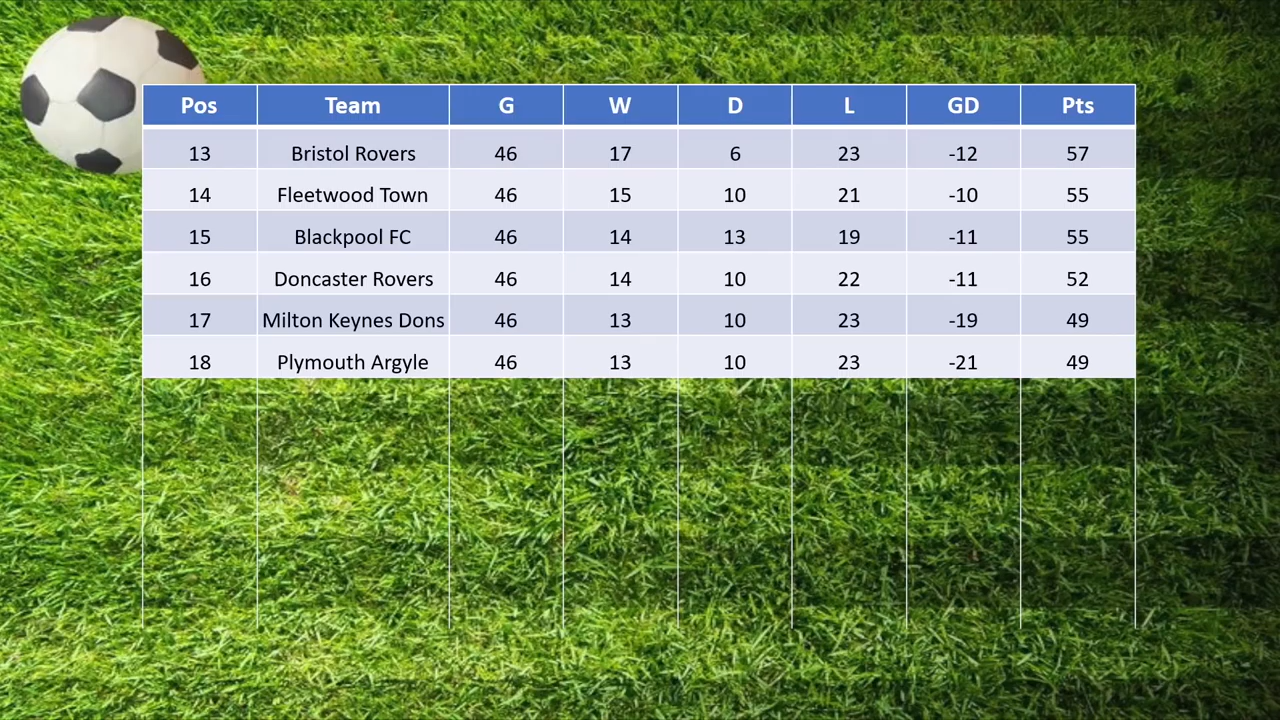 Pos Team G W D L GD Pts
13 Bristol Rovers 46 17 6 23 -12 57
14 Fleetwood Town 46 15 10 21 -10 55
15 Blackpool FC 46 14 13 19 -11 55
16 Doncaster Rovers 46 14 10 22 -11 52
17 Milton Keynes Dons 46 13 10 23 -19 49
18 Plymouth Argyle 46 13 10 23 -21 49